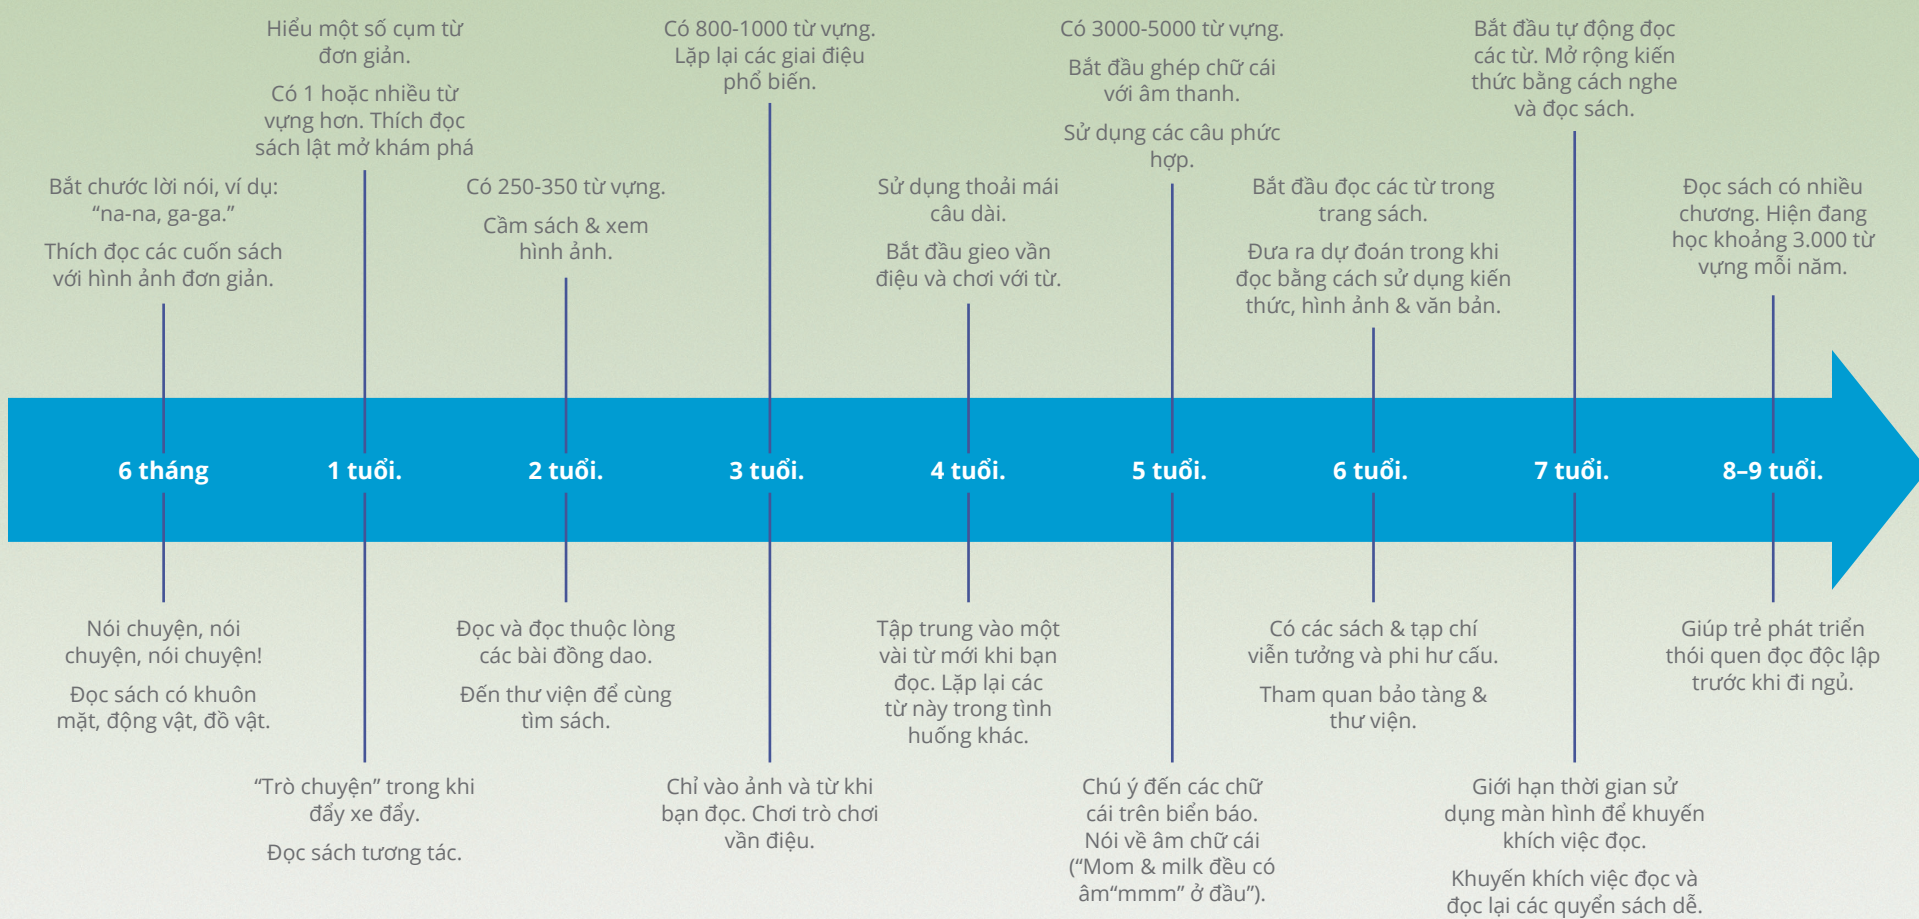 Bắt chước lời nói, ví dụ:
“na-na, ga-ga.”
Thích đọc các cuốn sách
với hình ảnh đơn giản.
Hiểu một số cụm từ
đơn giản.
Có 1 hoặc nhiều từ
vựng hơn. Thích đọc
sách lật mở khám phá
Có 250-350 từ vựng.
Cầm sách & xem
hình ảnh.
Có 800-1000 từ vựng.
Lặp lại các giai điệu
phổ biến.
Sử dụng thoải mái
câu dài.
Bắt đầu gieo vần
điệu và chơi với từ.
Có 3000-5000 từ vựng.
Bắt đầu ghép chữ cái
với âm thanh.
Sử dụng các câu phức
hợp.
Bắt đầu đọc các từ trong
trang sách.
Đưa ra dự đoán trong khi
đọc bằng cách sử dụng kiến
thức, hình ảnh & văn bản.
Bắt đầu tự động đọc
các từ. Mở rộng kiến
thức bằng cách nghe
và đọc sách.
Đọc sách có nhiều
chương. Hiện đang
học khoảng 3.000 từ
vựng mỗi năm.
6 tháng
1 tuổi.
2 tuổi.
3 tuổi.
4 tuổi.
5 tuổi.
6 tuổi.
7 tuổi.
8–9 tuổi.
Nói chuyện, nói
chuyện, nói chuyện!
Đọc sách có khuôn
mặt, động vật, đồ vật.
“Trò chuyện” trong khi
đẩy xe đẩy.
Đọc sách tương tác.
Đọc và đọc thuộc lòng
các bài đồng dao.
Đến thư viện để cùng
tìm sách.
Chỉ vào ảnh và từ khi
bạn đọc. Chơi trò chơi
vần điệu.
Tập trung vào một
vài từ mới khi bạn
đọc. Lặp lại các
từ này trong tình
huống khác.
Chú ý đến các chữ
cái trên biển báo.
Nói về âm chữ cái
(“Mom & milk đều có
âm“mmm” ở đầu”).
Có các sách & tạp chí
viễn tưởng và phi hư cấu.
Tham quan bảo tàng &
thư viện.
Giới hạn thời gian sử
dụng màn hình để khuyến
khích việc đọc.
Khuyến khích việc đọc và
đọc lại các quyển sách dễ.
Giúp trẻ phát triển
thói quen đọc độc lập
trước khi đi ngủ.